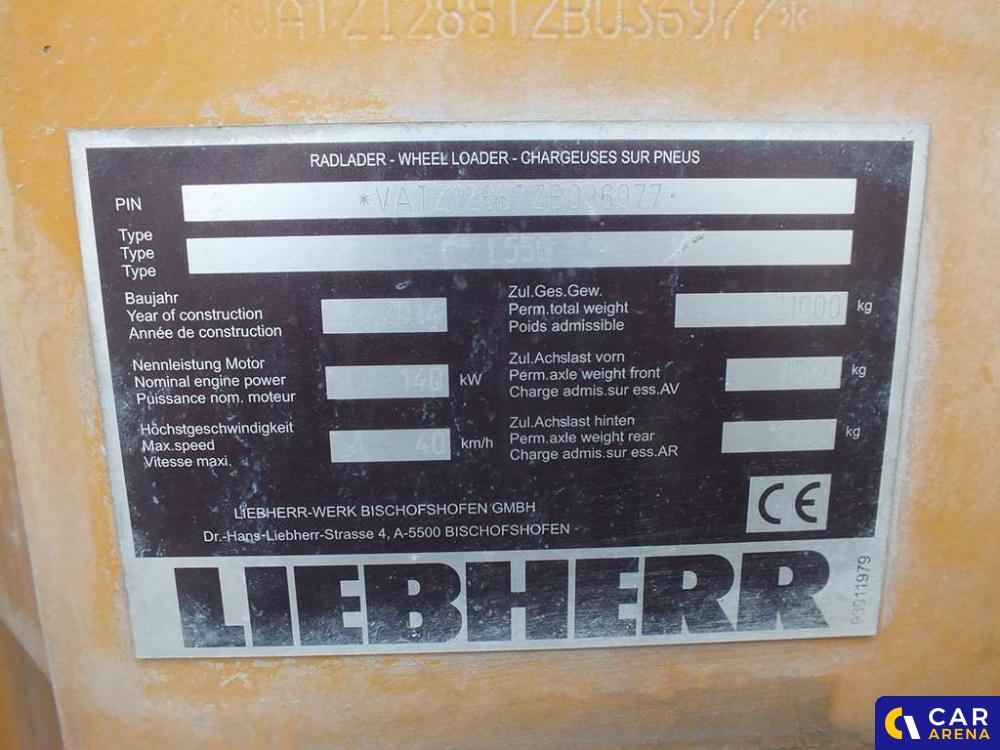 *VATZ1288TZB036977*
RADLADER - WHEEL LOADER - CHARGEUSES SUR PNEUS
PIN *VATZ1288TZB036977*
Type
Type
Type
L556
Baujahr
Year of construction
Année de construction
Zul.Ges.Gew.
Perm.total weight
Poids admissible
21000 kg
Nennleistung Motor
Nominal engine power
Puissance nom. moteur
140 kW
Zul.Achslast vorn
Perm.axle weight front
Charge admis.sur ess.AV
kg
Höchstgeschwindigkeit
Max.speed
Vitesse maxi.
A 40 km/h
Zul.Achslast hinten
Perm.axle weight rear
Charge admis.sur ess.AR
kg
LIEBHERR-WERK BISCHOFSHOFEN GMBH
Dr.-Hans-Liebherr-Strasse 4, A-5500 BISCHOFSHOFEN
CE
LIEBHERR
93011979
CAR
ARENA